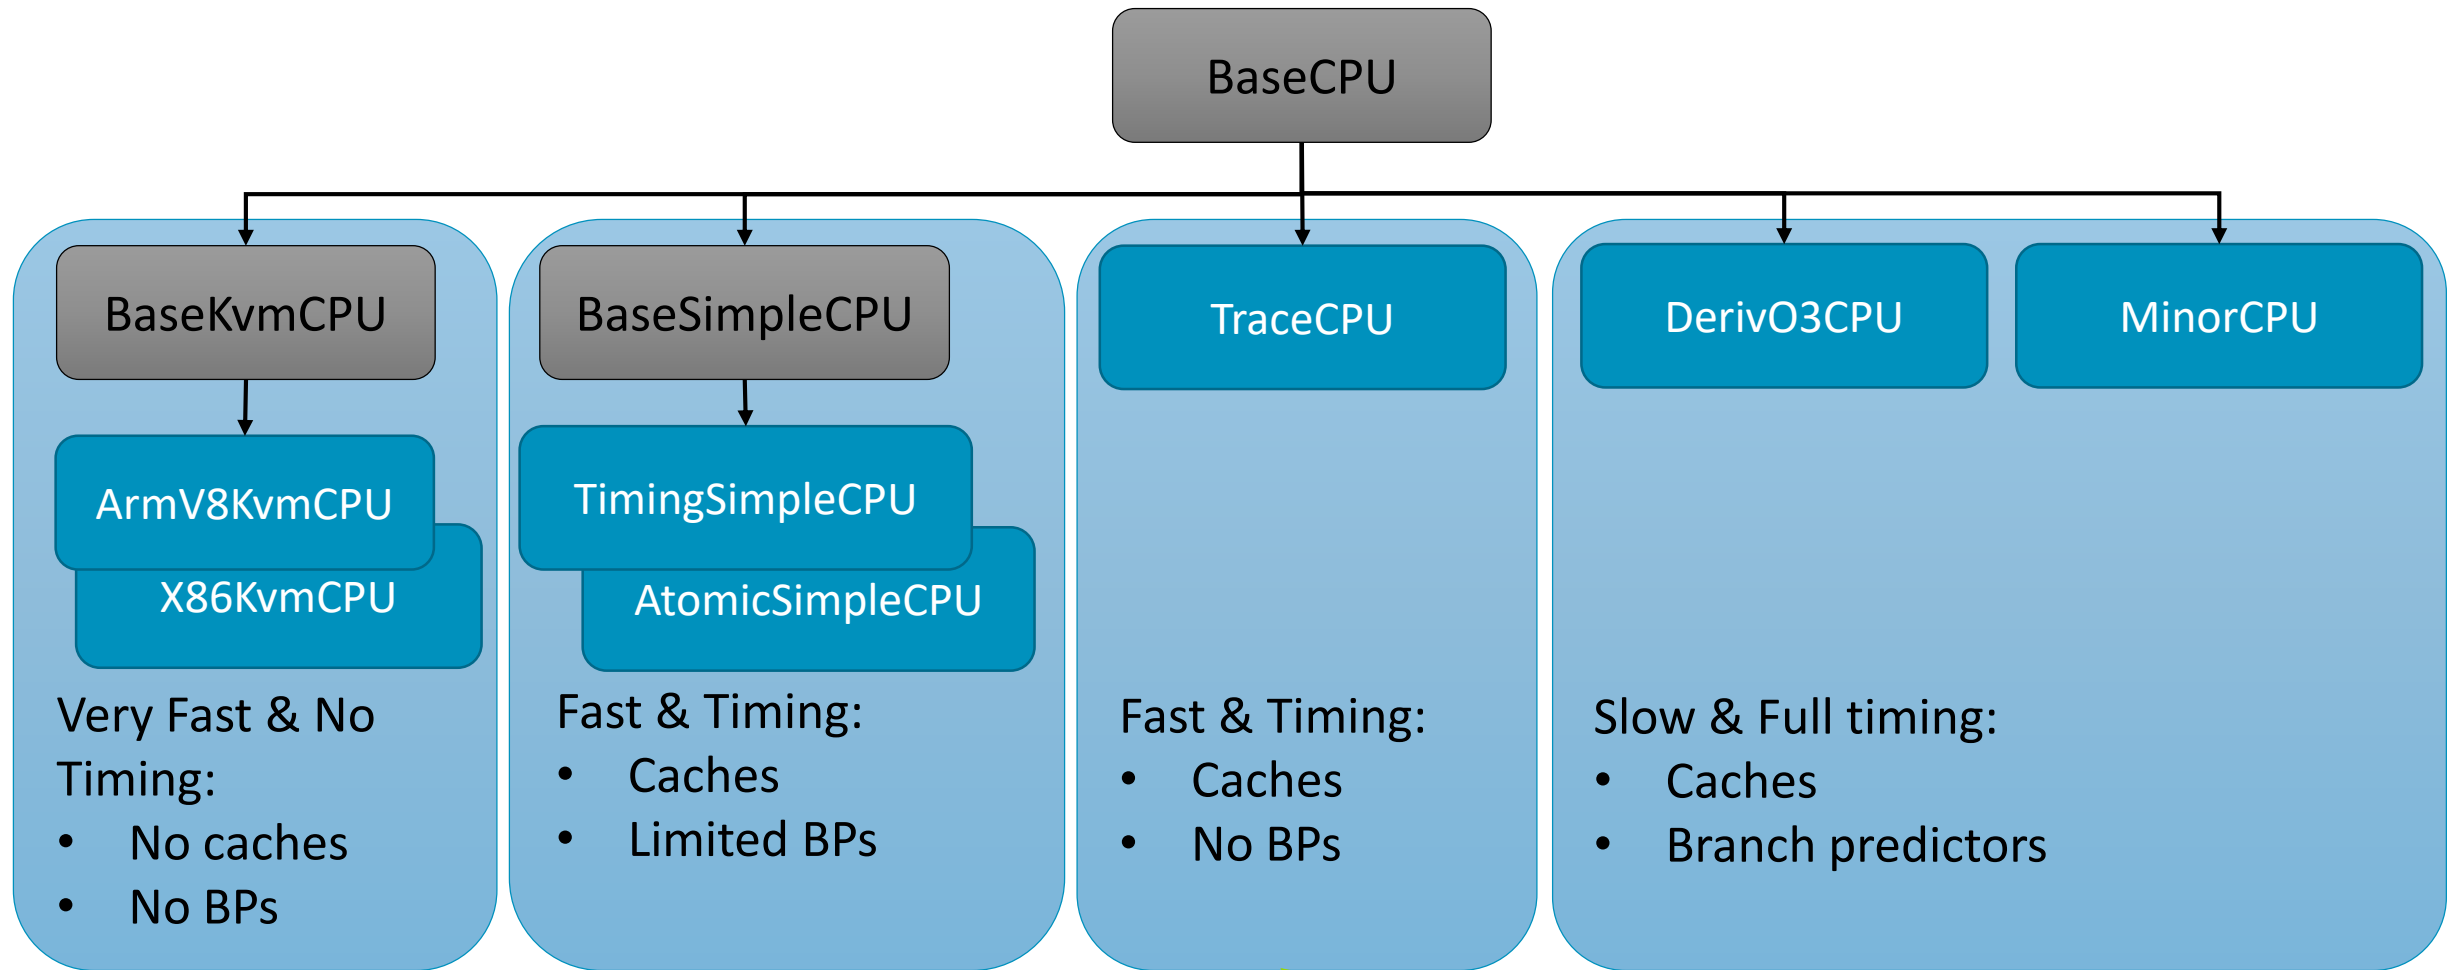 BaseCPU
BaseKvmCPU
BaseSimpleCPU
TraceCPU
DerivO3CPU
MinorCPU
ArmV8KvmCPU
X86KvmCPU
TimingSimpleCPU
AtomicSimpleCPU
Very Fast & No
Timing:
• No caches
• No BPs
Fast & Timing:
• Caches
• Limited BPs
Fast & Timing:
• Caches
• No BPs
Slow & Full timing:
• Caches
• Branch predictors